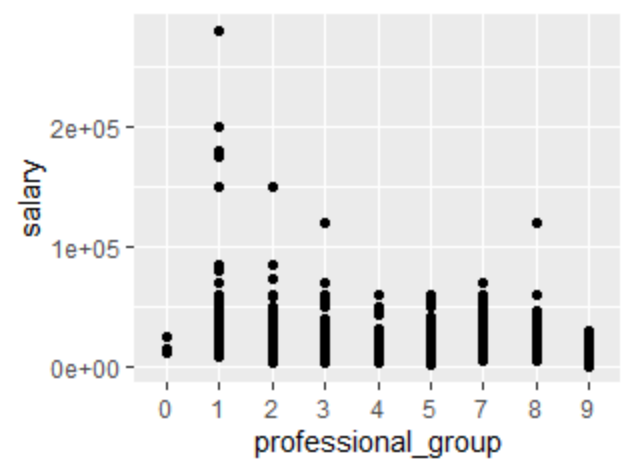 salary
2e+05
1e+05
0e+00
0 1 2 3 4 5 7 8 9
professional_group